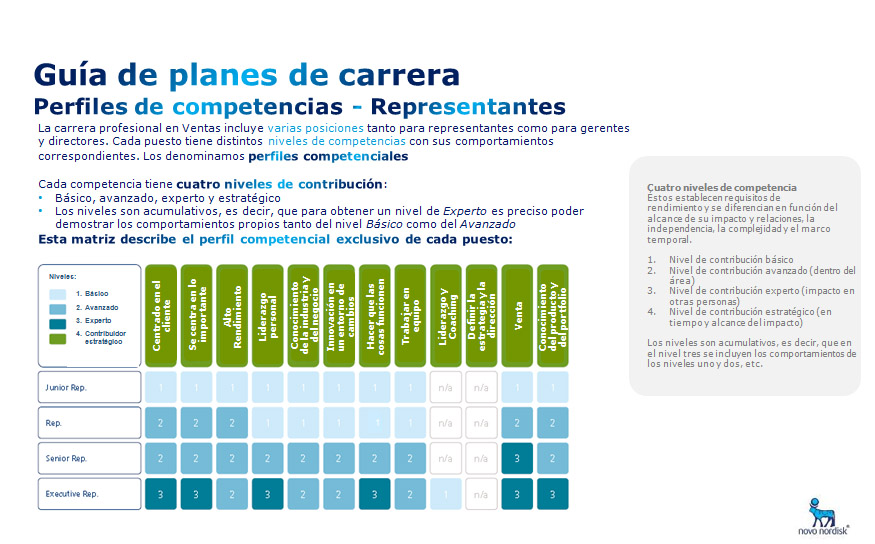 Guía de planes de carrera
Perfiles de competencias - Representantes
La carrera profesional en Ventas incluye varias posiciones tanto para representantes como para gerentes
y directores. Cada puesto tiene distintos niveles de competencias con sus comportamientos
correspondientes. Los denominamos perfiles competenciales
Cada competencia tiene cuatro niveles de contribución:
• Básico, avanzado, experto y estratégico
• Los niveles son acumulativos, es decir, que para obtener un nivel de Experto es preciso poder
demostrar los comportamientos propios tanto del nivel Básico como del Avanzado
Esta matriz describe el perfil competencial exclusivo de cada puesto:
Niveles:
1. Básico
2. Avanzado
3. Experto
4. Contribuidor
estratégico
Centrado en el
cliente
Se centra en lo
importante
Alto
Rendimiento
Liderazgo
personal
Conocimiento
de la industria y
del negocio
Innovación en
un entorno de
cambios
Hacer que las
cosas funcionen
Trabajar en
equipo
Liderazgo y
Coaching
Definir la
estrategia y la
dirección
Venta
Conocimiento
del producto y
del portfolio
Junior Rep. 1 1 1 1 1 1 1 1 n/a n/a 1 1
Rep. 2 2 2 1 1 1 1 1 n/a n/a 2 2
Senior Rep. 2 2 2 2 2 2 2 2 n/a n/a 3 2
Executive Rep. 3 3 2 3 2 2 3 2 1 n/a 3 3
Cuatro niveles de competencia
Estos establecen requisitos de
rendimiento y se diferencian en función del
alcance de su impacto y relaciones, la
independencia, la complejidad y el marco
temporal.
1. Nivel de contribución básico
2. Nivel de contribución avanzado (dentro del
área)
3. Nivel de contribución experto (impacto en
otras personas)
4. Nivel de contribución estratégico (en
tiempo y alcance del impacto)
Los niveles son acumulativos, es decir, que en
el nivel tres se incluyen los comportamientos de
los niveles uno y dos, etc.
novo nordisk®